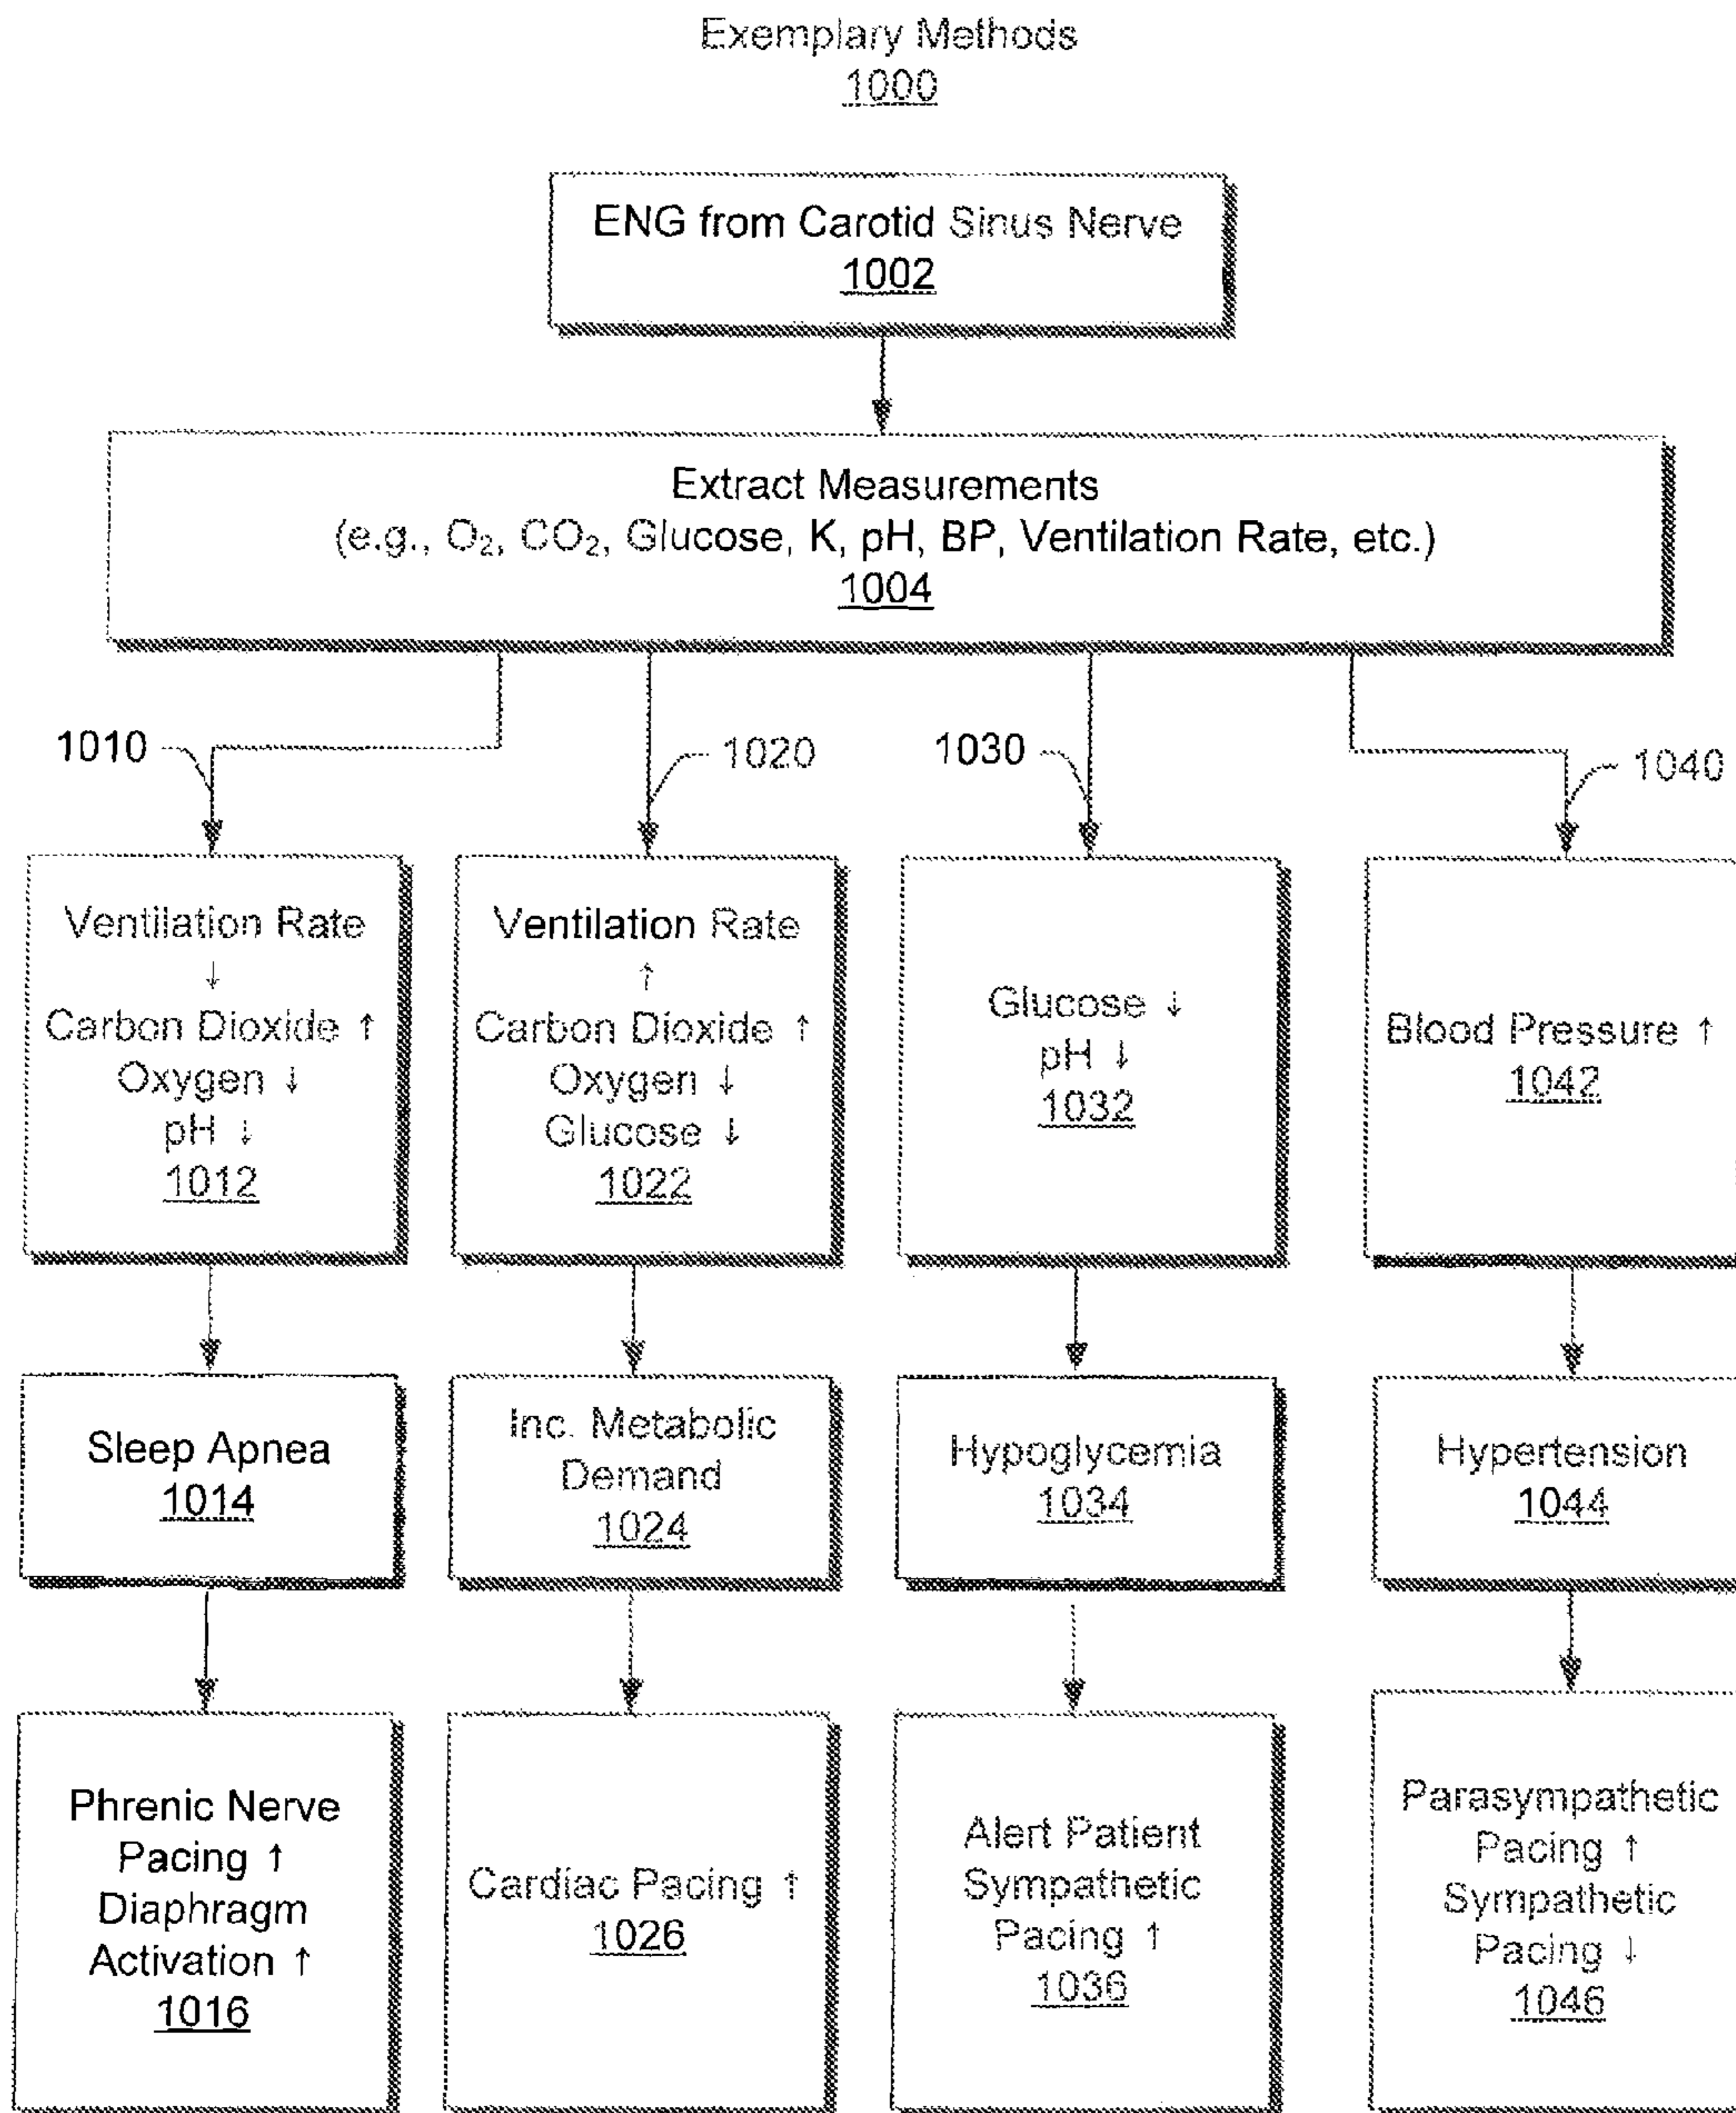 Exemplary Methods
1000
ENG from Carotid Sinus Nerve
1002
Extract Measurements
(e.g., O₂, CO₂, Glucose, K, pH, BP, Ventilation Rate, etc.)
1004
1010
1020
1030
1040
Ventilation Rate
↓
Carbon Dioxide ↑
Oxygen ↓
pH ↓
1012
Ventilation Rate
↑
Carbon Dioxide ↑
Oxygen ↓
Glucose ↓
1022
Glucose ↓
pH ↓
1032
Blood Pressure ↑
1042
Sleep Apnea
1014
Inc. Metabolic
Demand
1024
Hypoglycemia
1034
Hypertension
1044
Phrenic Nerve
Pacing ↑
Diaphragm
Activation ↑
1016
Cardiac Pacing ↑
1026
Alert Patient
Sympathetic
Pacing ↑
1036
Parasympathetic
Pacing ↑
Sympathetic
Pacing ↓
1046